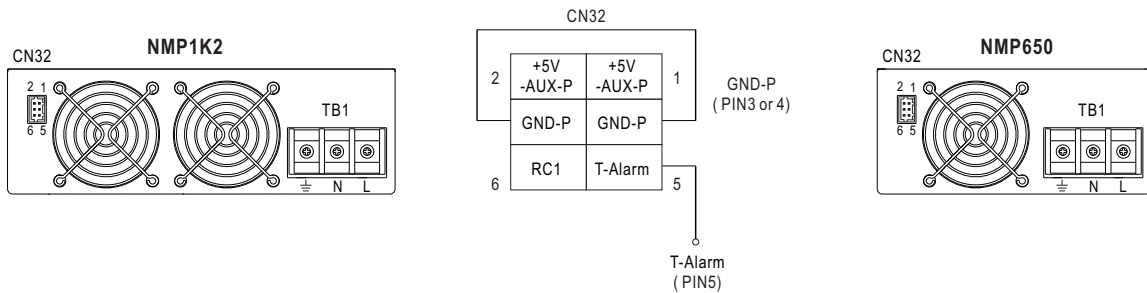 NMP1K2
CN32
2 1
6 5
TB1
N L
CN32
2
+5V
-AUX-P
+5V
-AUX-P
1
GND-P
GND-P
6
RC1
T-Alarm
5
GND-P
( PIN3 or 4)
T-Alarm
( PIN5)
NMP650
CN32
2 1
6 5
TB1
N L